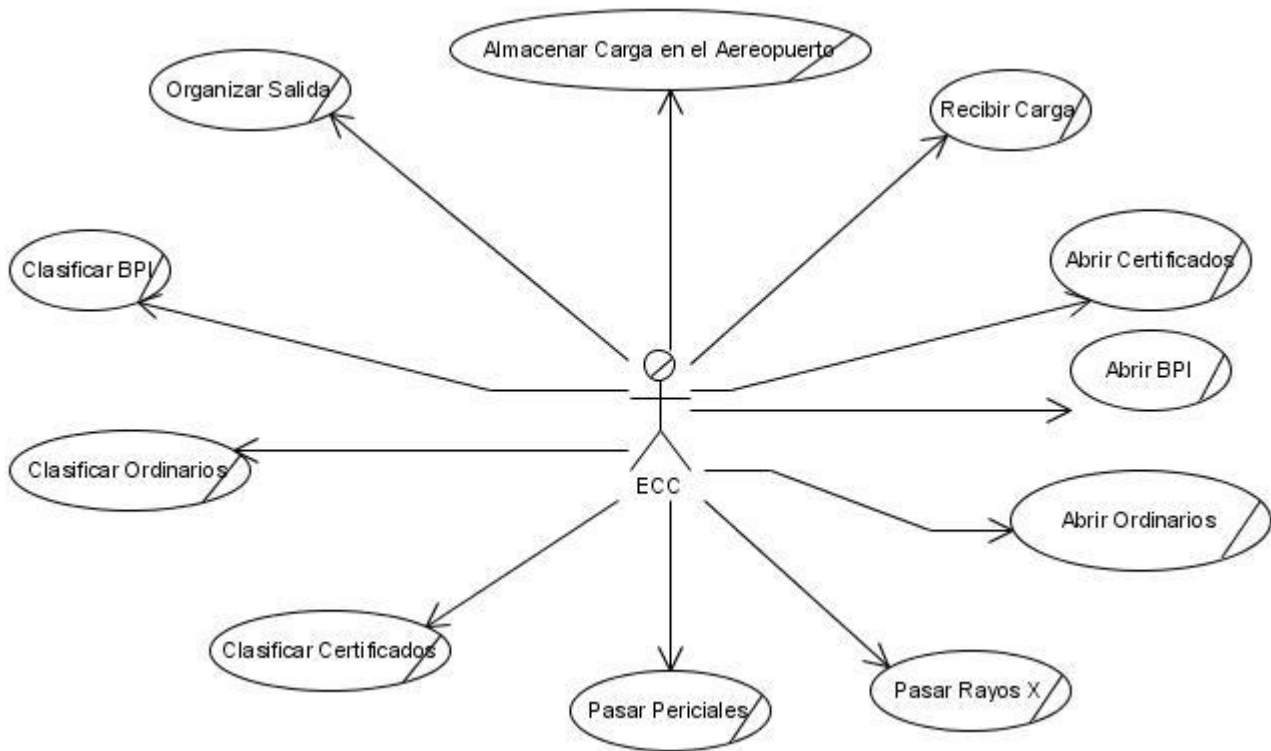 Almacenar Carga en el Aereopuerto
Organizar Salida
Recibir Carga
Clasificar BPI
Abrir Certificados
Abrir BPI
Clasificar Ordinarios
ECC
Abrir Ordinarios
Clasificar Certificados
Pasar Periciales
Pasar Rayos X